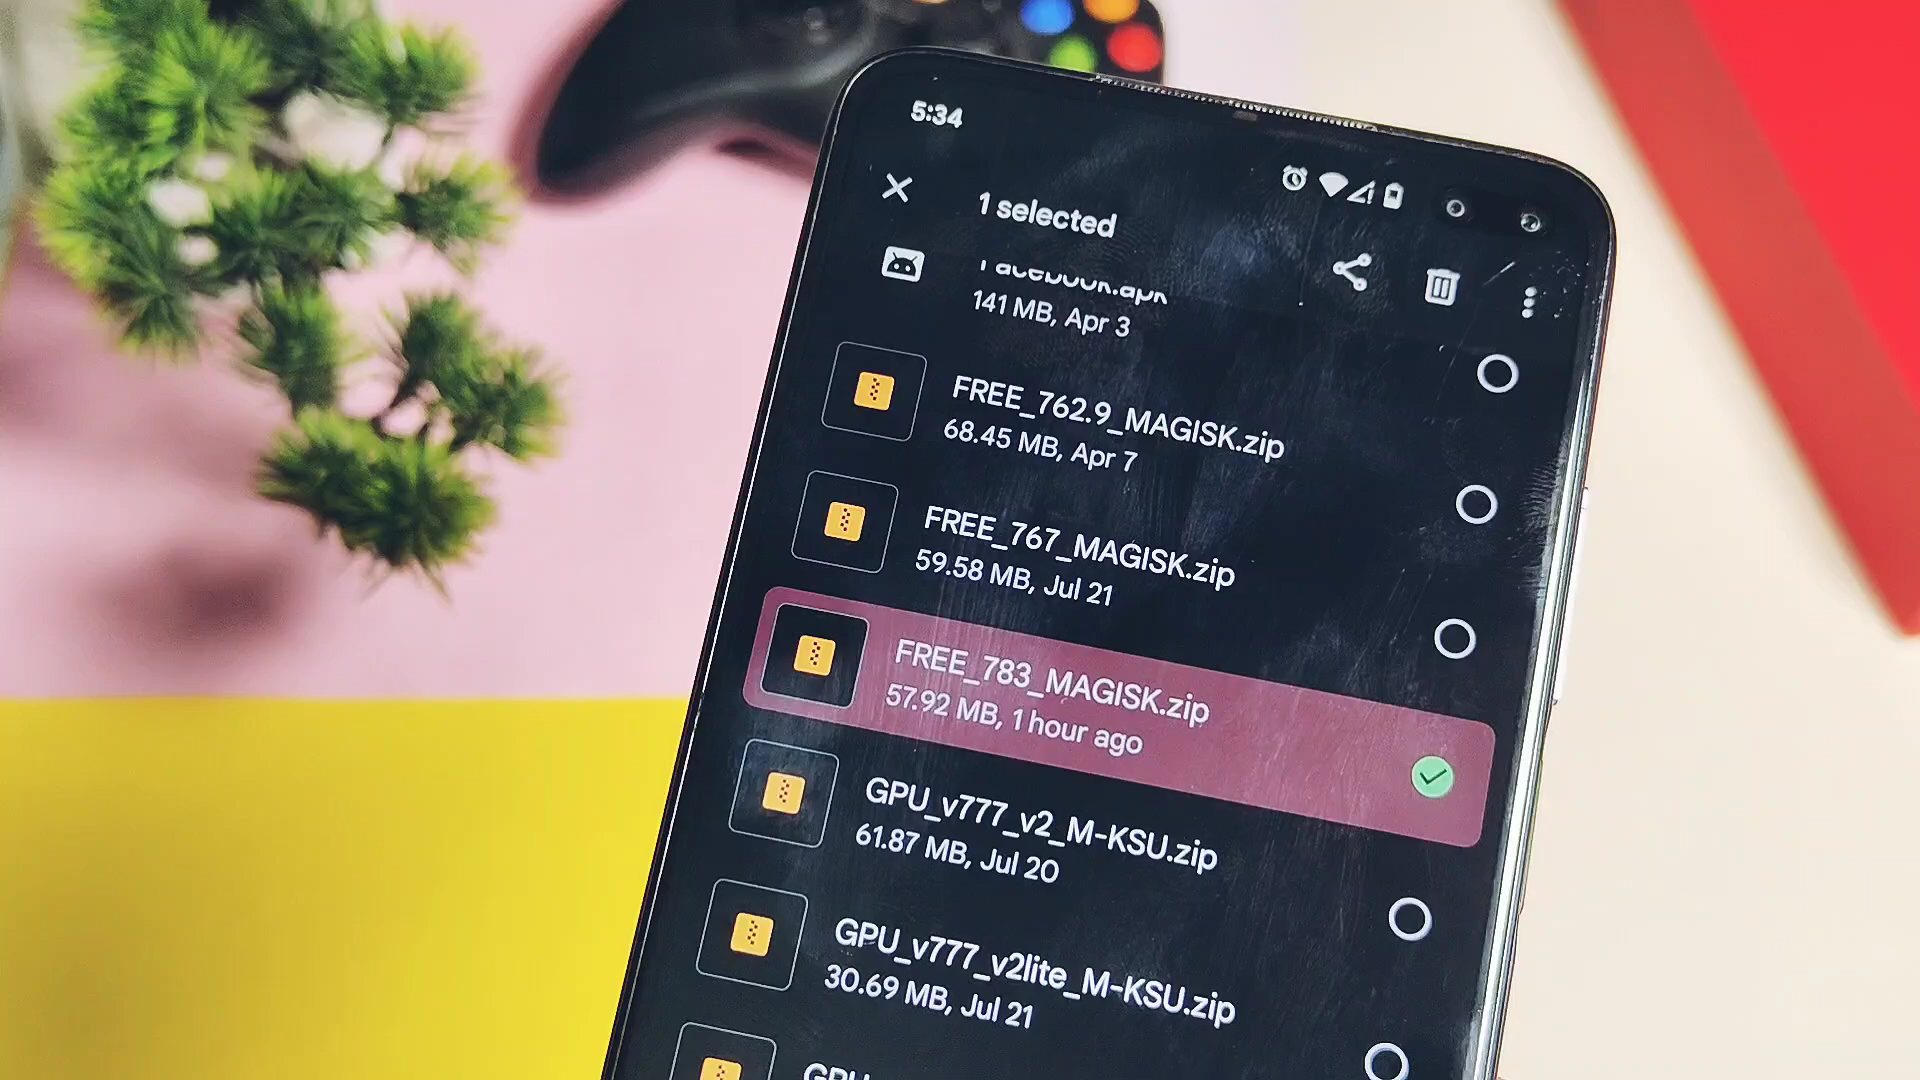 5:34
1 selected
Facebook.apk
141 MB, Apr 3
FREE_762.9_MAGISK.zip
68.45 MB, Apr 7
FREE_767_MAGISK.zip
59.58 MB, Jul 21
FREE_783_MAGISK.zip
57.92 MB, 1 hour ago
GPU_v777_v2_M-KSU.zip
61.87 MB, Jul 20
GPU_v777_v2lite_M-KSU.zip
30.69 MB, Jul 21